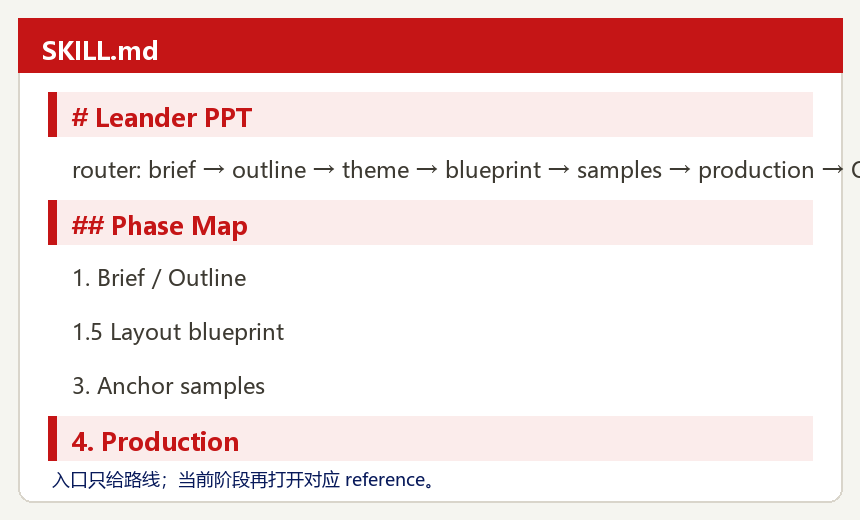 SKILL.md
# Leander PPT
router: brief → outline → theme → blueprint → samples → production →
## Phase Map
1. Brief / Outline
1.5 Layout blueprint
3. Anchor samples
4. Production
入口只给路线；当前阶段再打开对应 reference。